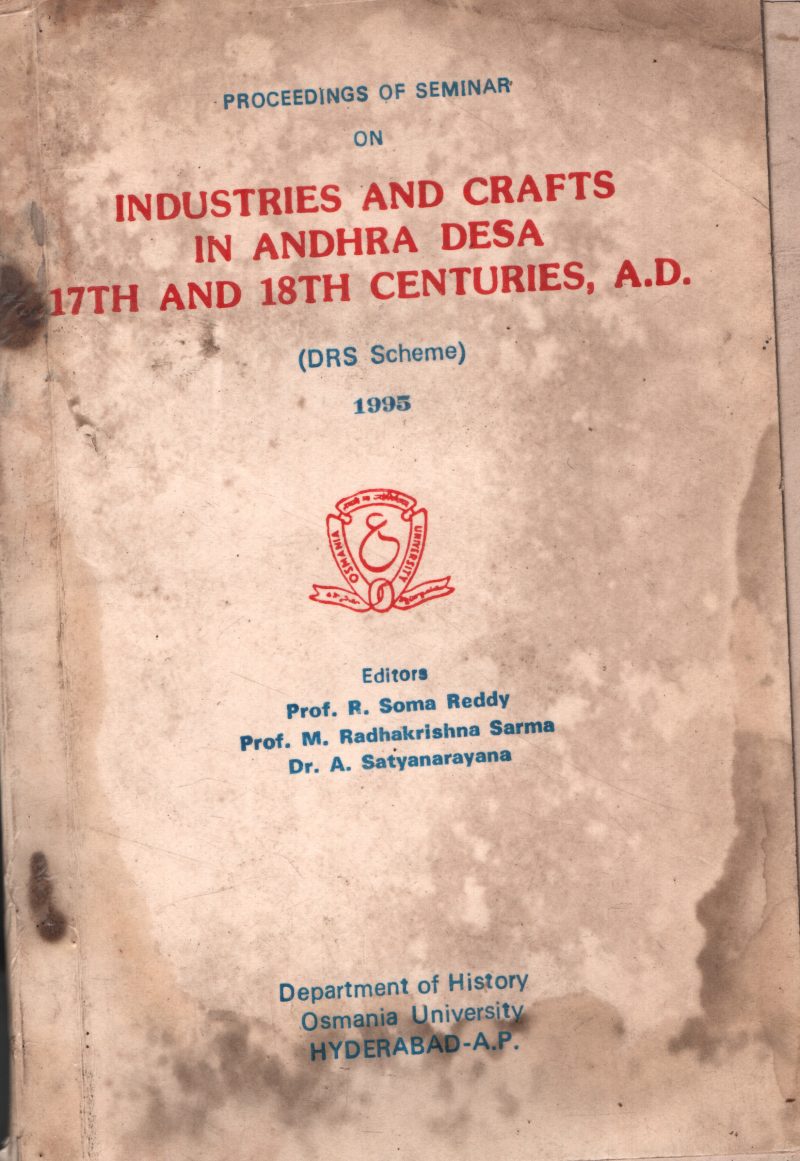 PROCEEDINGS OF SEMINAR
ON
INDUSTRIES AND CRAFTS
IN ANDHRA DESA
17TH AND 18TH CENTURIES, A.D.
(DRS Scheme)
1995
OSMANIA UNIVERSITY
Editors
Prof. R. Soma Reddy
Prof. M. Radhakrishna Sarma
Dr. A. Satyanarayana
Department of History
Osmania University
HYDERABAD-A.P.